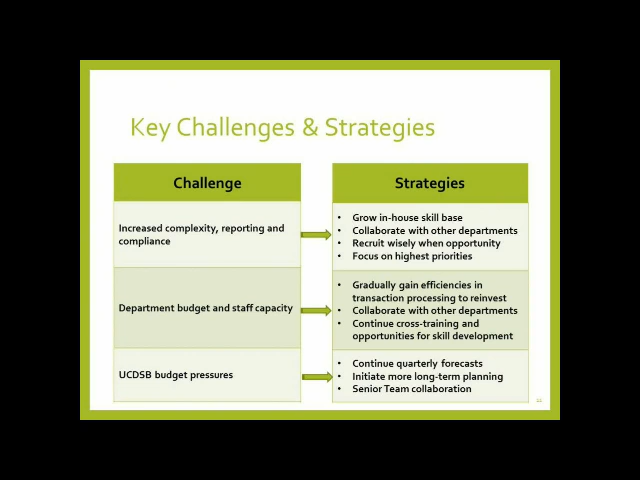 Key Challenges & Strategies
Challenge
Strategies
Increased complexity, reporting and
compliance
• Grow in-house skill base
• Collaborate with other departments
• Recruit wisely when opportunity
• Focus on highest priorities
Department budget and staff capacity
• Gradually gain efficiencies in
transaction processing to reinvest
• Collaborate with other departments
• Continue cross-training and
opportunities for skill development
UCDSB budget pressures
• Continue quarterly forecasts
• Initiate more long-term planning
• Senior Team collaboration